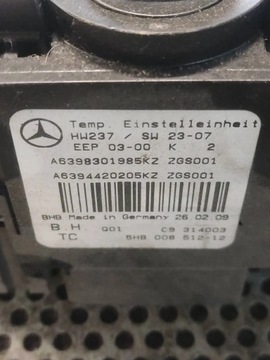 Temp. Einstelleinheit
HW237 / SW 23-07
EEP 03-00 K 2
A6398301985KZ ZGS001
A6394420205KZ ZGS001
BHB Made in Germany 26.02.09
B.H. Q01 C9 314003
TC 5HB 008 512-12